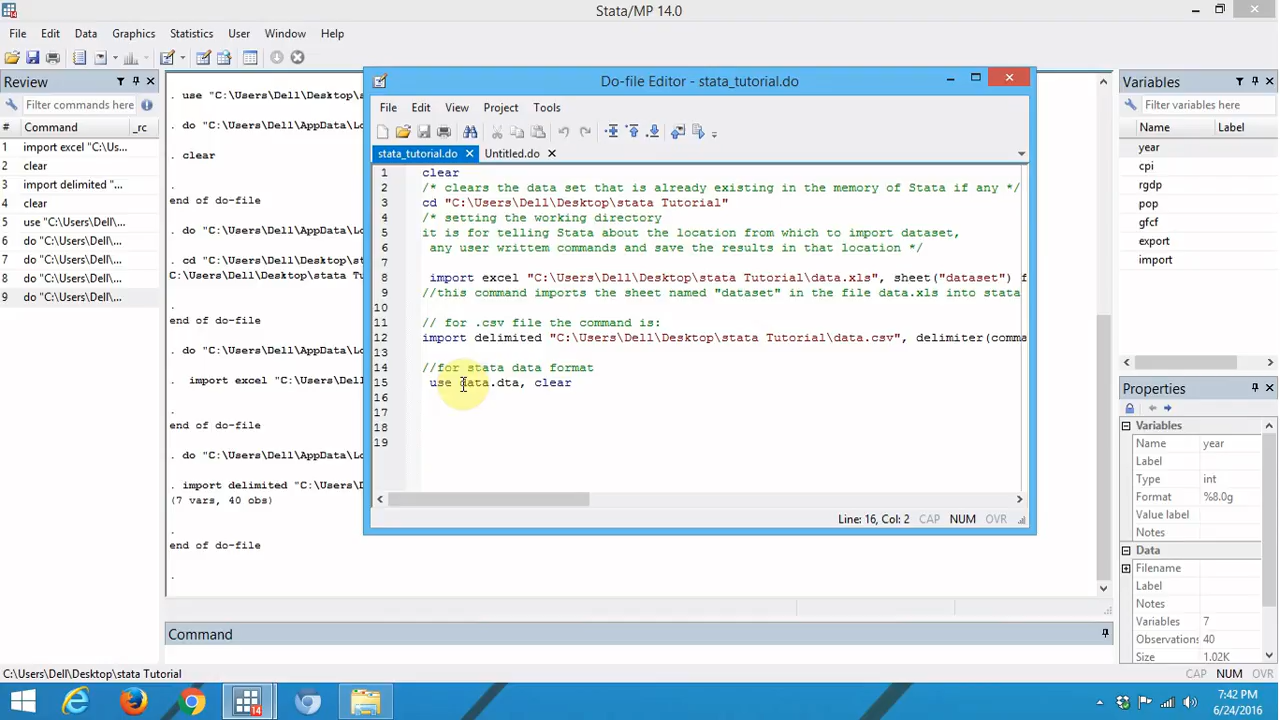 Stata/MP 14.0
File Edit Data Graphics Statistics User Window Help
Review
Filter commands here
# Command _rc
1 import excel "C:\Us...
2 clear
3 import delimited "...
4 clear
5 use "C:\Users\Dell\...
6 do "C:\Users\Dell\...
7 do "C:\Users\Dell\...
8 do "C:\Users\Dell\...
9 do "C:\Users\Dell\...
. use "C:\Users\Dell\Desktop\sta
. do "C:\Users\Dell\AppData\Lo
. clear
.
end of do-file
. do "C:\Users\Dell\AppData\Lo
. cd "C:\Users\Dell\Desktop\sta
C:\Users\Dell\Desktop\stata Tu
.
end of do-file
. do "C:\Users\Dell\AppData\Lo
. import excel "C:\Users\Dell\D
.
end of do-file
. do "C:\Users\Dell\AppData\Lo
. import delimited "C:\Users\D
(7 vars, 40 obs)
.
end of do-file
.
Do-file Editor - stata_tutorial.do
File Edit View Project Tools
stata_tutorial.do Untitled.do
1 clear
2 /* clears the data set that is already existing in the memory of Stata if any */
3 cd "C:\Users\Dell\Desktop\stata Tutorial"
4 /* setting the working directory
5 it is for telling Stata about the location from which to import dataset,
6 any user writtem commands and save the results in that location */
7
8 import excel "C:\Users\Dell\Desktop\stata Tutorial\data.xls", sheet("dataset") f
9 //this command imports the sheet named "dataset" in the file data.xls into stata
10
11 // for .csv file the command is:
12 import delimited "C:\Users\Dell\Desktop\stata Tutorial\data.csv", delimiter(comma
13
14 //for stata data format
15 use data.dta, clear
16
17
18
19
Line: 16, Col: 2 CAP NUM OVR
Variables
Filter variables here
Name Label
year
cpi
rgdp
pop
gfcf
export
import
Properties
Variables
Name year
Label
Type int
Format %8.0g
Value label
Notes
Data
Filename
Label
Notes
Variables 7
Observations 40
Size 1.02K
Command
C:\Users\Dell\Desktop\stata Tutorial
CAP NUM OVR
14
7:42 PM
6/24/2016